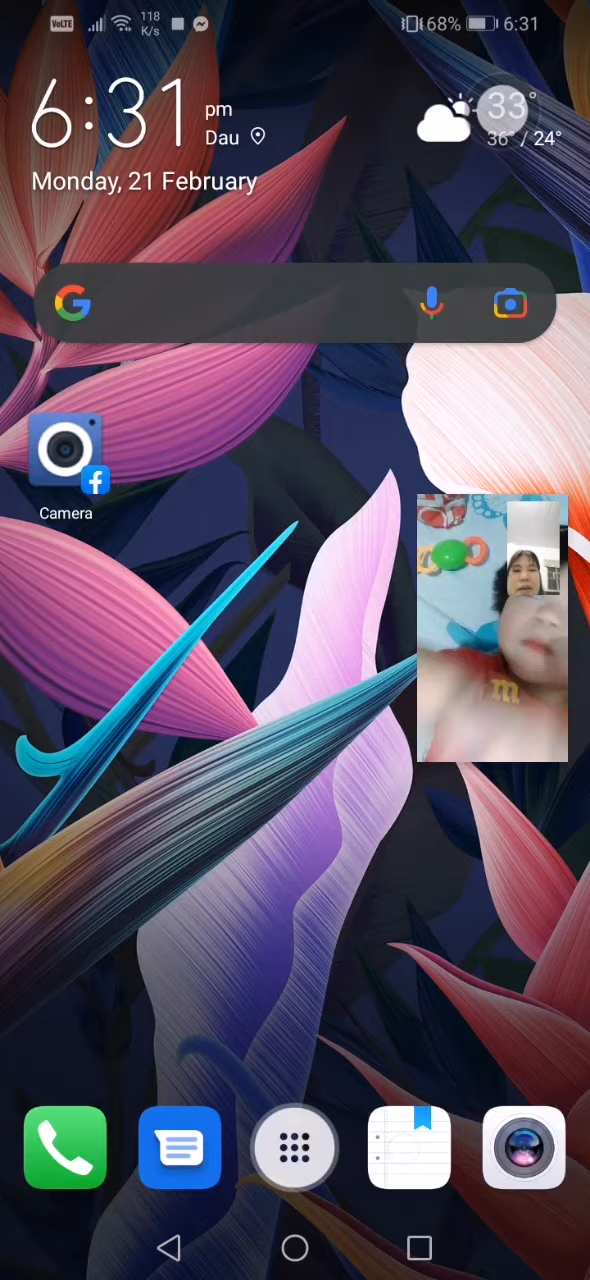 VoLTE 118 K/s 68% 6:31
6:31 pm
Dau
33°
36° / 24°
Monday, 21 February
G
f
Camera
m